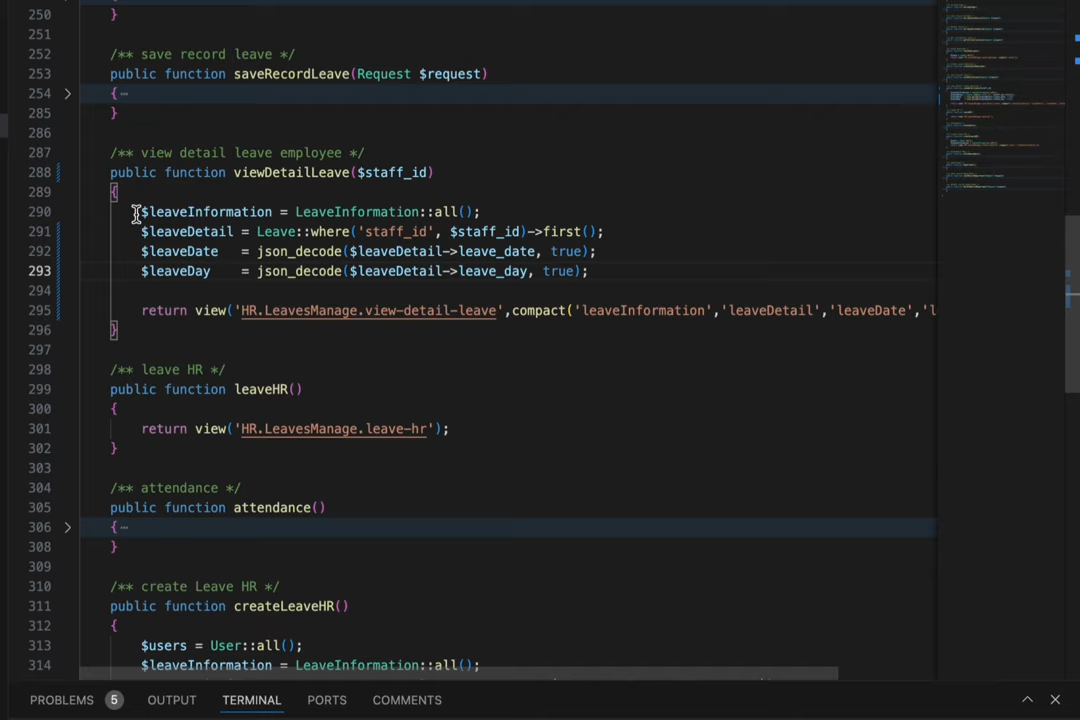 250 }
251
252 /** save record leave */
253 public function saveRecordLeave(Request $request)
254 > { ⋯
285 }
286
287 /** view detail leave employee */
288 public function viewDetailLeave($staff_id)
289 {
290 $leaveInformation = LeaveInformation::all();
291 $leaveDetail = Leave::where('staff_id', $staff_id)->first();
292 $leaveDate   = json_decode($leaveDetail->leave_date, true);
293 $leaveDay    = json_decode($leaveDetail->leave_day, true);
294
295 return view('HR.LeavesManage.view-detail-leave',compact('leaveInformation','leaveDetail','leaveDate','l
296 }
297
298 /** leave HR */
299 public function leaveHR()
300 {
301 return view('HR.LeavesManage.leave-hr');
302 }
303
304 /** attendance */
305 public function attendance()
306 > { ⋯
308 }
309
310 /** create Leave HR */
311 public function createLeaveHR()
312 {
313 $users = User::all();
314 $leaveInformation = LeaveInformation::all();
PROBLEMS 5 OUTPUT TERMINAL PORTS COMMENTS